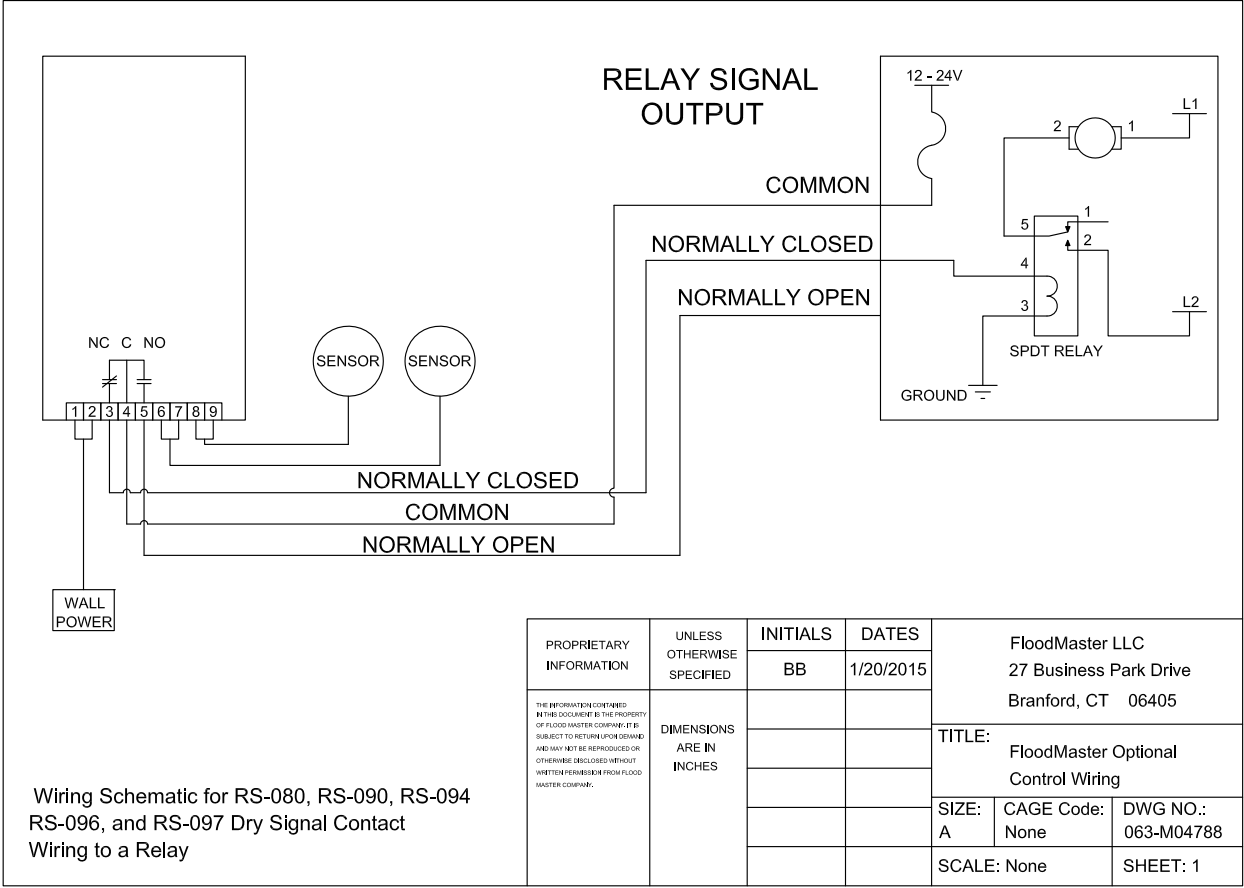 RELAY SIGNAL
OUTPUT
12 - 24V
L1
2
1
COMMON
5
1
2
NORMALLY CLOSED
4
NORMALLY OPEN
3
L2
SPDT RELAY
GROUND
NC C NO
SENSOR
SENSOR
1 2 3 4 5 6 7 8 9
NORMALLY CLOSED
COMMON
NORMALLY OPEN
WALL
POWER
PROPRIETARY
INFORMATION
UNLESS
OTHERWISE
SPECIFIED
INITIALS
DATES
BB
1/20/2015
FloodMaster LLC
27 Business Park Drive
Branford, CT 06405
THE INFORMATION CONTAINED
IN THIS DOCUMENT IS THE PROPERTY
OF FLOOD MASTER COMPANY. IT IS
SUBJECT TO RETURN UPON DEMAND
AND MAY NOT BE REPRODUCED OR
OTHERWISE DISCLOSED WITHOUT
WRITTEN PERMISSION FROM FLOOD
MASTER COMPANY.
DIMENSIONS
ARE IN
INCHES
TITLE:
FloodMaster Optional
Control Wiring
SIZE:
A
CAGE Code:
None
DWG NO.:
063-M04788
SCALE: None
SHEET: 1
Wiring Schematic for RS-080, RS-090, RS-094
RS-096, and RS-097 Dry Signal Contact
Wiring to a Relay